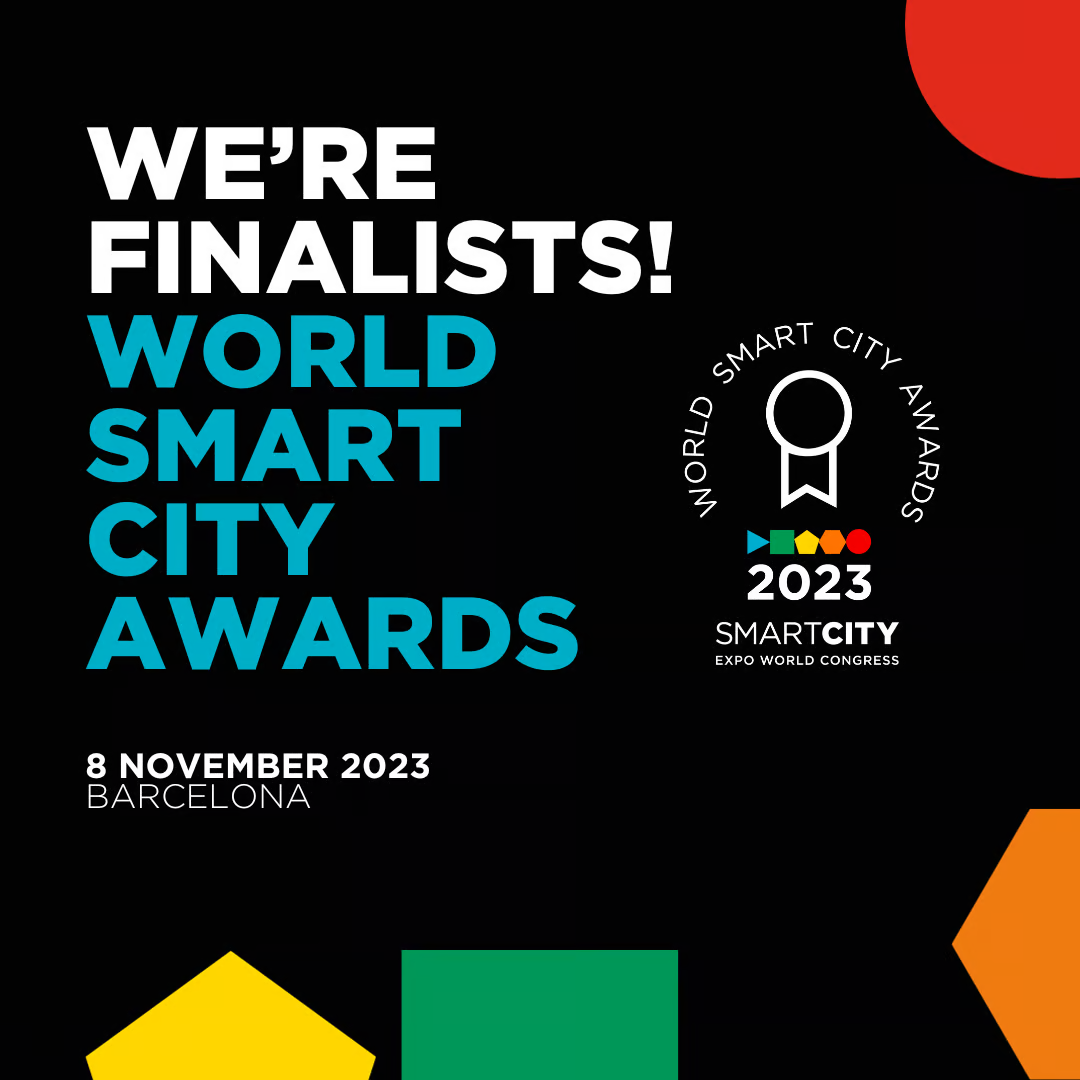 WE’RE
FINALISTS!
WORLD
SMART
CITY
AWARDS
8 NOVEMBER 2023
BARCELONA
WORLD SMART CITY AWARDS
2023
SMARTCITY
EXPO WORLD CONGRESS